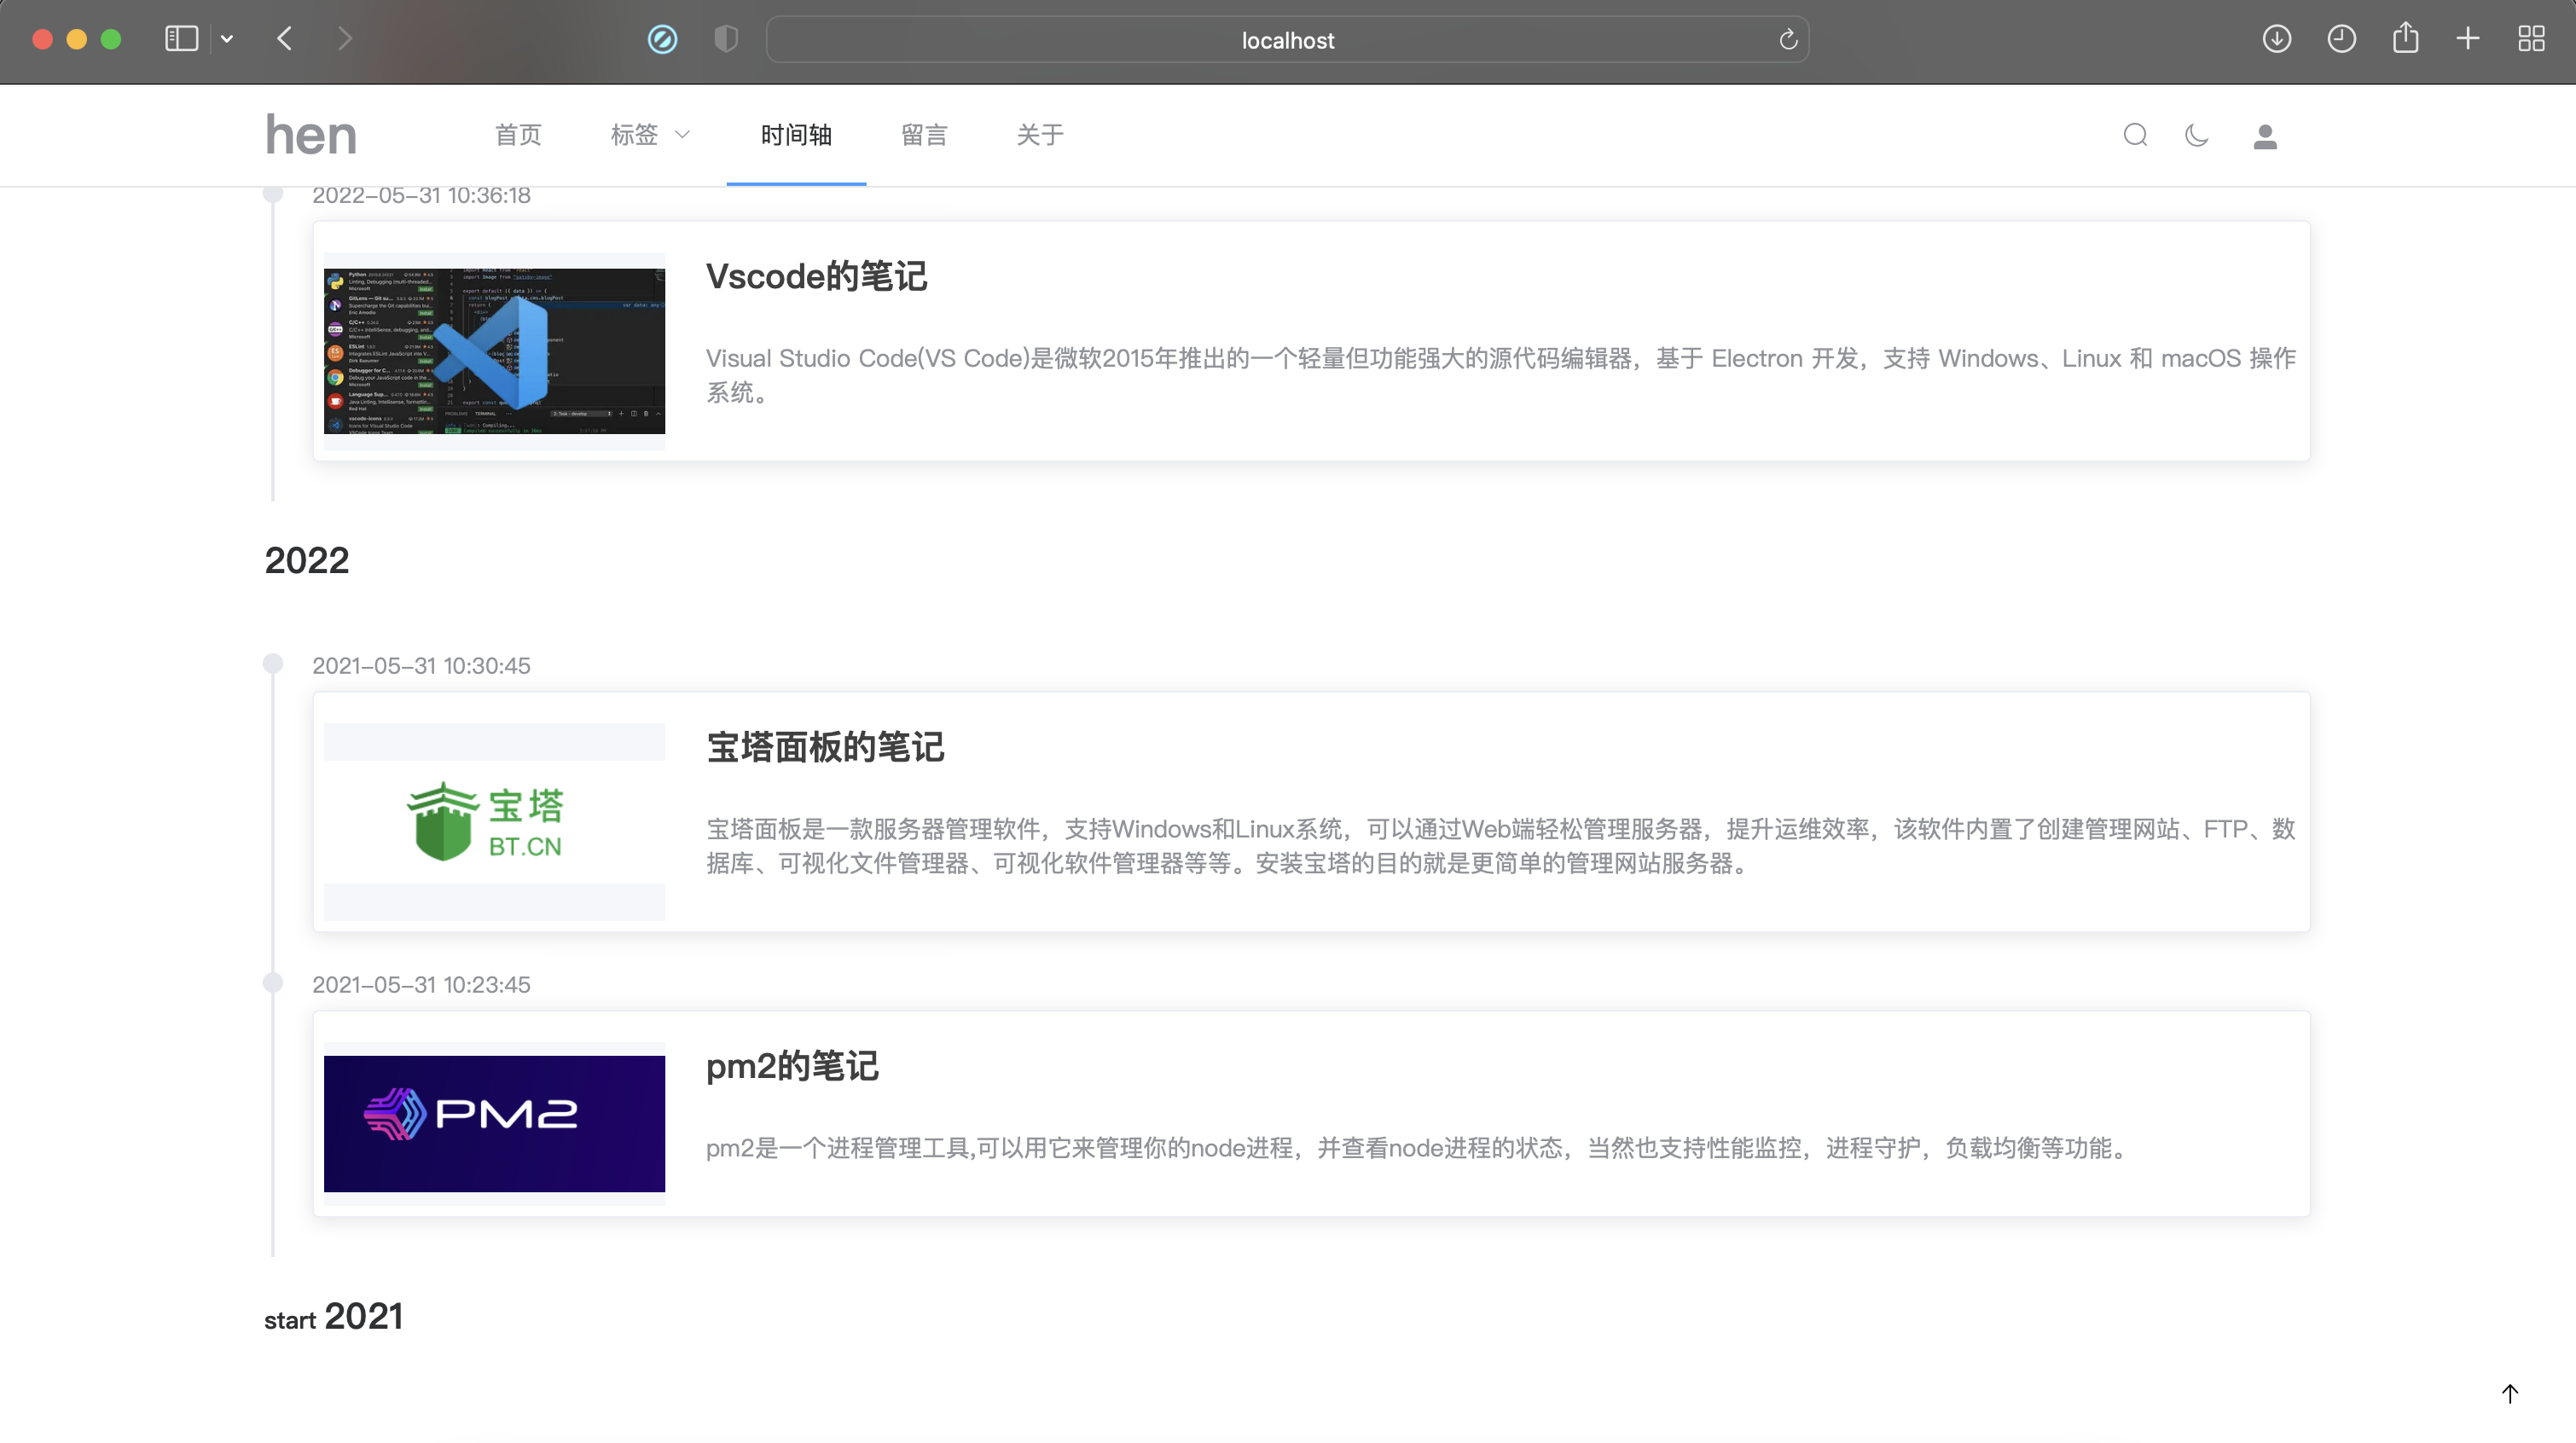 localhost
hen
首页
标签
时间轴
留言
关于
2022-05-31 10:36:18
Vscode的笔记
Visual Studio Code(VS Code)是微软2015年推出的一个轻量但功能强大的源代码编辑器，基于 Electron 开发，支持 Windows、Linux 和 macOS 操作
系统。
2022
2021-05-31 10:30:45
宝塔
BT.CN
宝塔面板的笔记
宝塔面板是一款服务器管理软件，支持Windows和Linux系统，可以通过Web端轻松管理服务器，提升运维效率，该软件内置了创建管理网站、FTP、数
据库、可视化文件管理器、可视化软件管理器等等。安装宝塔的目的就是更简单的管理网站服务器。
2021-05-31 10:23:45
PM2
pm2的笔记
pm2是一个进程管理工具,可以用它来管理你的node进程，并查看node进程的状态，当然也支持性能监控，进程守护，负载均衡等功能。
start 2021